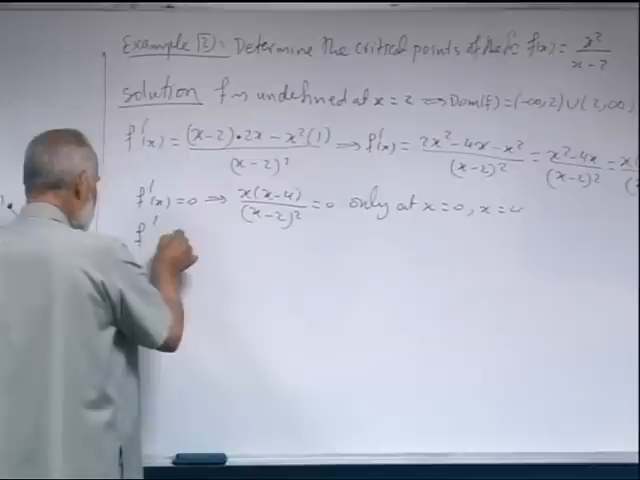 Example [2]: Determine the critical points of the fᶜ f(x) = x²/(x-2)
solution f is undefined at x = 2 ⟺ Dom(f) = (-∞,2) ∪ (2,∞)
f'(x) = ((x-2)•2x - x²(1))/(x-2)² ⟹ f'(x) = (2x²-4x-x²)/(x-2)² = (x²-4x)/(x-2)² =
f'(x) = 0 ⟹ x(x-4)/(x-2)² = 0 only at x = 0, x = 4
f'